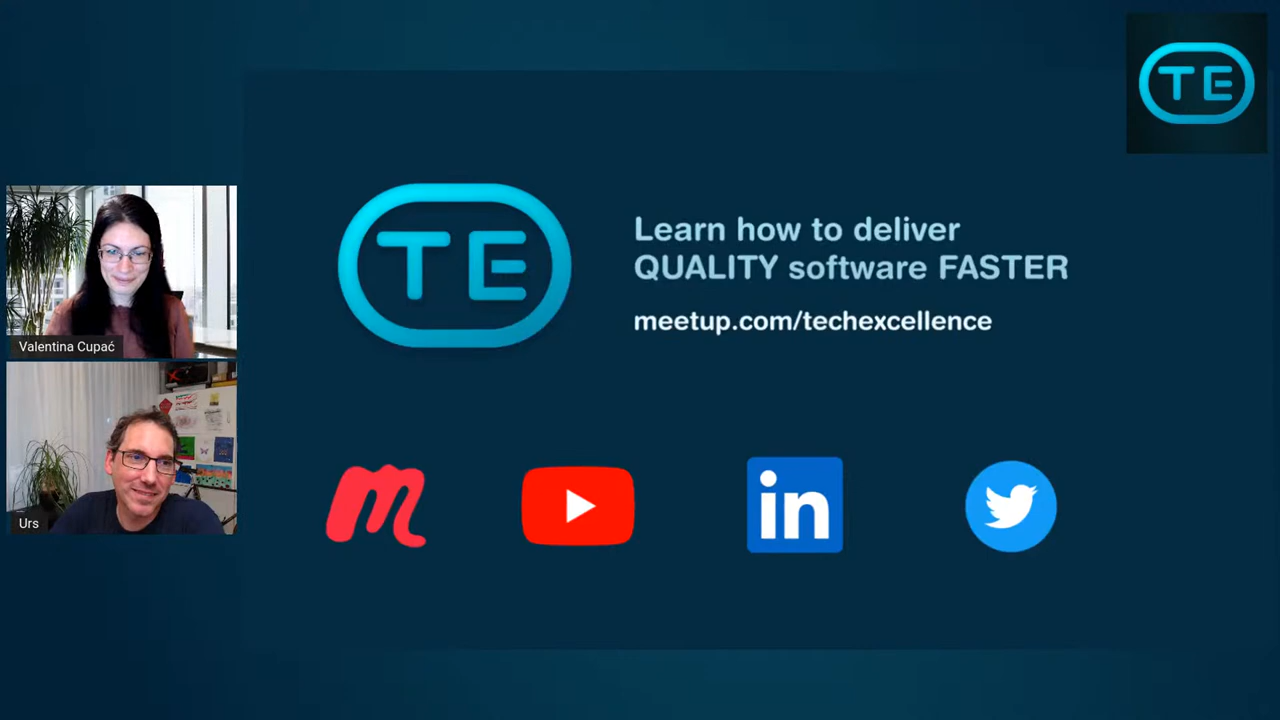 TE
TE
Learn how to deliver
QUALITY software FASTER
meetup.com/techexcellence
Valentina Cupać
Urs
m
in